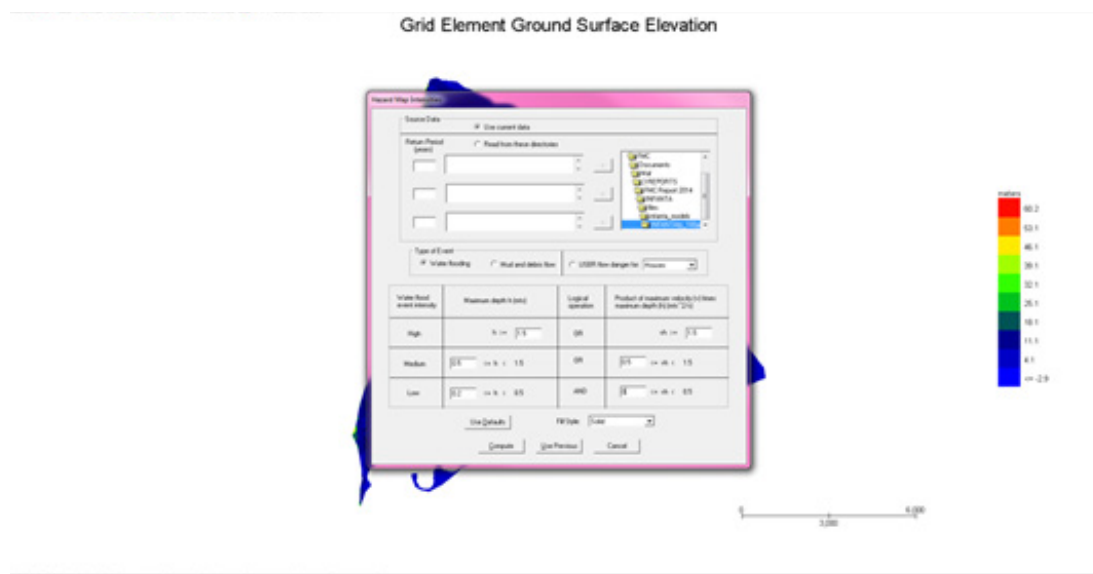 Grid Element Ground Surface Elevation
Hazard Map Intensities
Source Data
Use current data
Return Period
(years)
Read from these directories
FMC
Documents
FMC Report 2014
INFANTA
Type of Event
Water flooding
Mud and debris flow
USBR flow danger for:
Houses
Water flood
event intensity
Maximum depth h (mts)
Logical
operation
Product of maximum velocity (v) times
maximum depth (h) (mts^2/s)
High
h >= 1.5
OR
vh >= 1.5
Medium
0.5 <= h < 1.5
OR
0.5 <= vh < 1.5
Low
0.2 <= h < 0.5
AND
<= vh < 0.5
Use Defaults
Fill Style:
Solid
Compute
Use Previous
Cancel
meters
60.2
53.1
46.1
39.1
32.1
25.1
18.1
11.1
4.1
<= -2.9
0
3,000
6,000